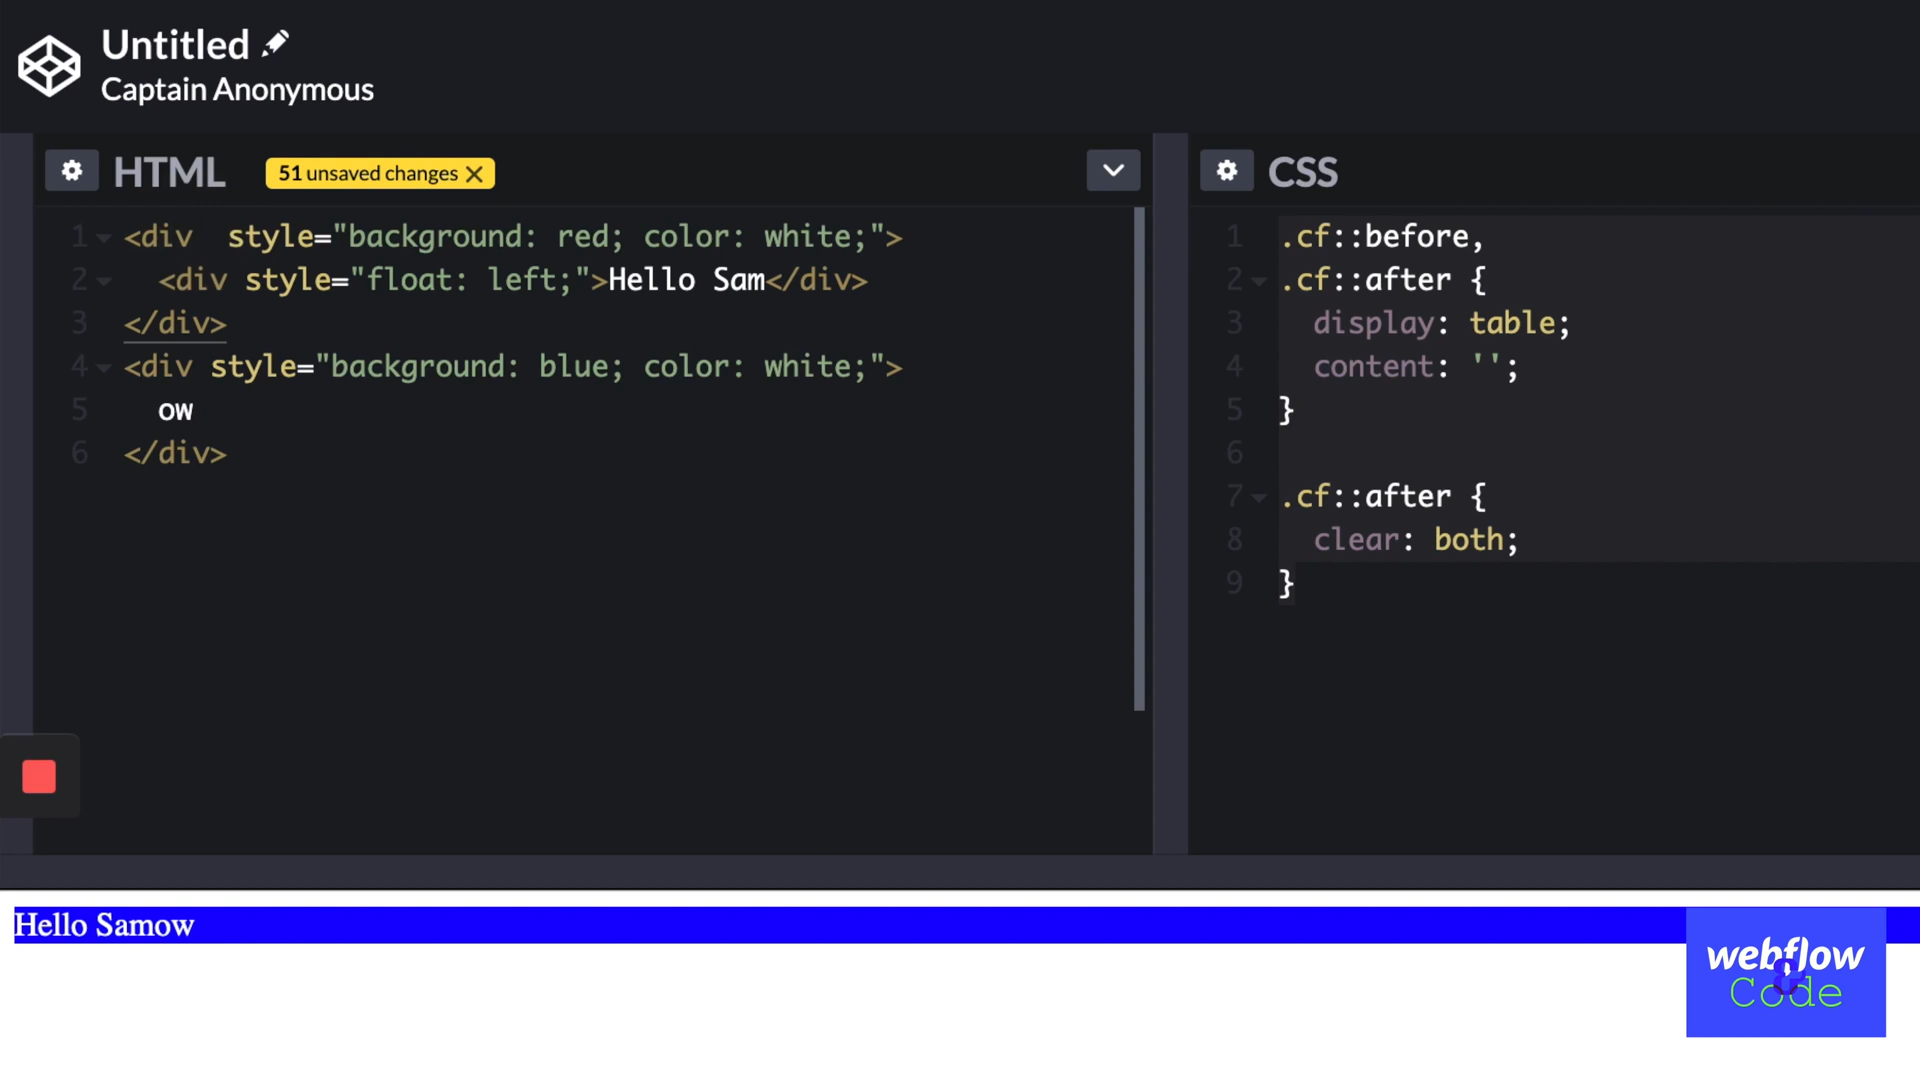 Untitled
Captain Anonymous
HTML
51 unsaved changes
1 <div  style="background: red; color: white;">
2   <div style="float: left;">Hello Sam</div>
3 </div>
4 <div style="background: blue; color: white;">
5   ow
6 </div>
CSS
1 .cf::before,
2 .cf::after {
3   display: table;
4   content: '';
5 }
6
7 .cf::after {
8   clear: both;
9 }
Hello Samow
webflow
&
Code